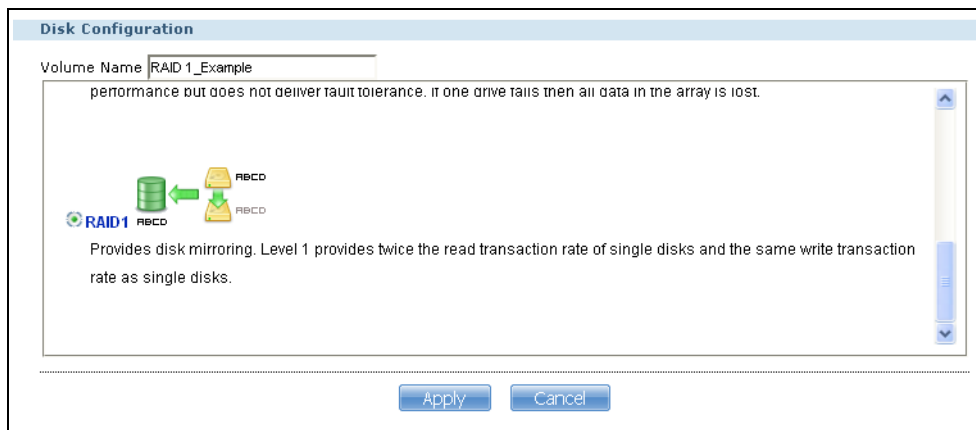 Disk Configuration
Volume Name RAID 1_Example
performance but does not deliver fault tolerance. If one drive fails then all data in the array is lost.
ABCD
ABCD
RAID1 ABCD
Provides disk mirroring. Level 1 provides twice the read transaction rate of single disks and the same write transaction
rate as single disks.
Apply Cancel